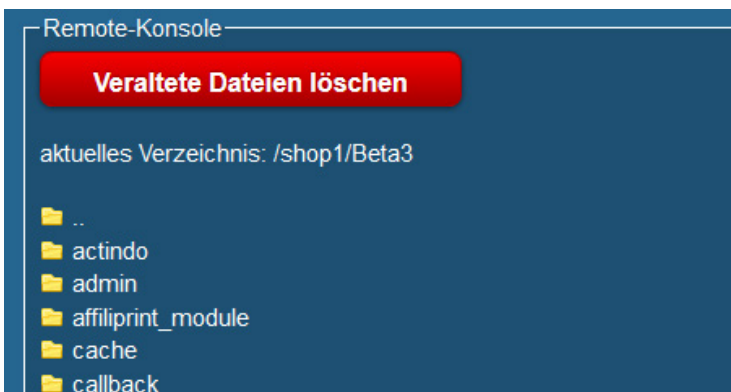 Remote-Konsole
Veraltete Dateien löschen
aktuelles Verzeichnis: /shop1/Beta3
..
actindo
admin
affiliprint_module
cache
callback